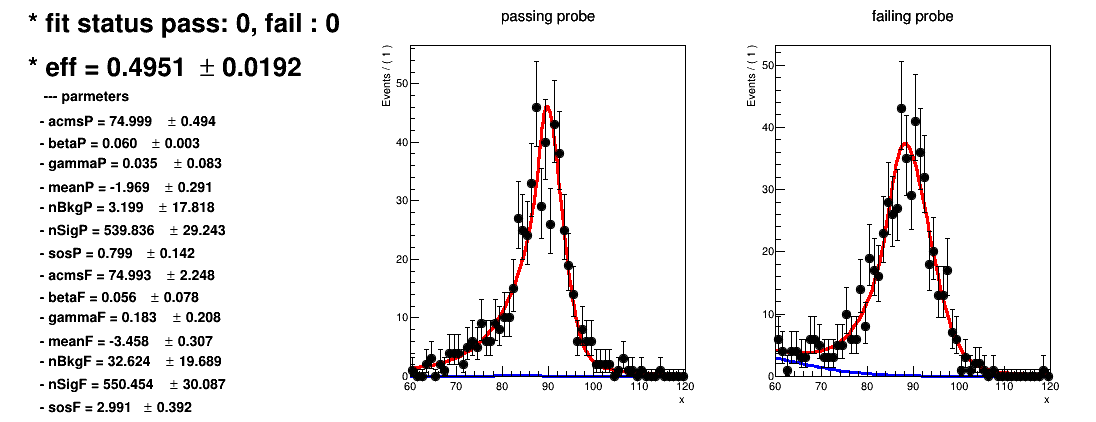 * fit status pass: 0, fail : 0
* eff = 0.4951 ± 0.0192
--- parmeters
- acmsP = 74.999 ± 0.494
- betaP = 0.060 ± 0.003
- gammaP = 0.035 ± 0.083
- meanP = -1.969 ± 0.291
- nBkgP = 3.199 ± 17.818
- nSigP = 539.836 ± 29.243
- sosP = 0.799 ± 0.142
- acmsF = 74.993 ± 2.248
- betaF = 0.056 ± 0.078
- gammaF = 0.183 ± 0.208
- meanF = -3.458 ± 0.307
- nBkgF = 32.624 ± 19.689
- nSigF = 550.454 ± 30.087
- sosF = 2.991 ± 0.392
passing probe
Events / ( 1 )
50
40
30
20
10
0
60 70 80 90 100 110 120
x
failing probe
Events / ( 1 )
50
40
30
20
10
0
60 70 80 90 100 110 120
x